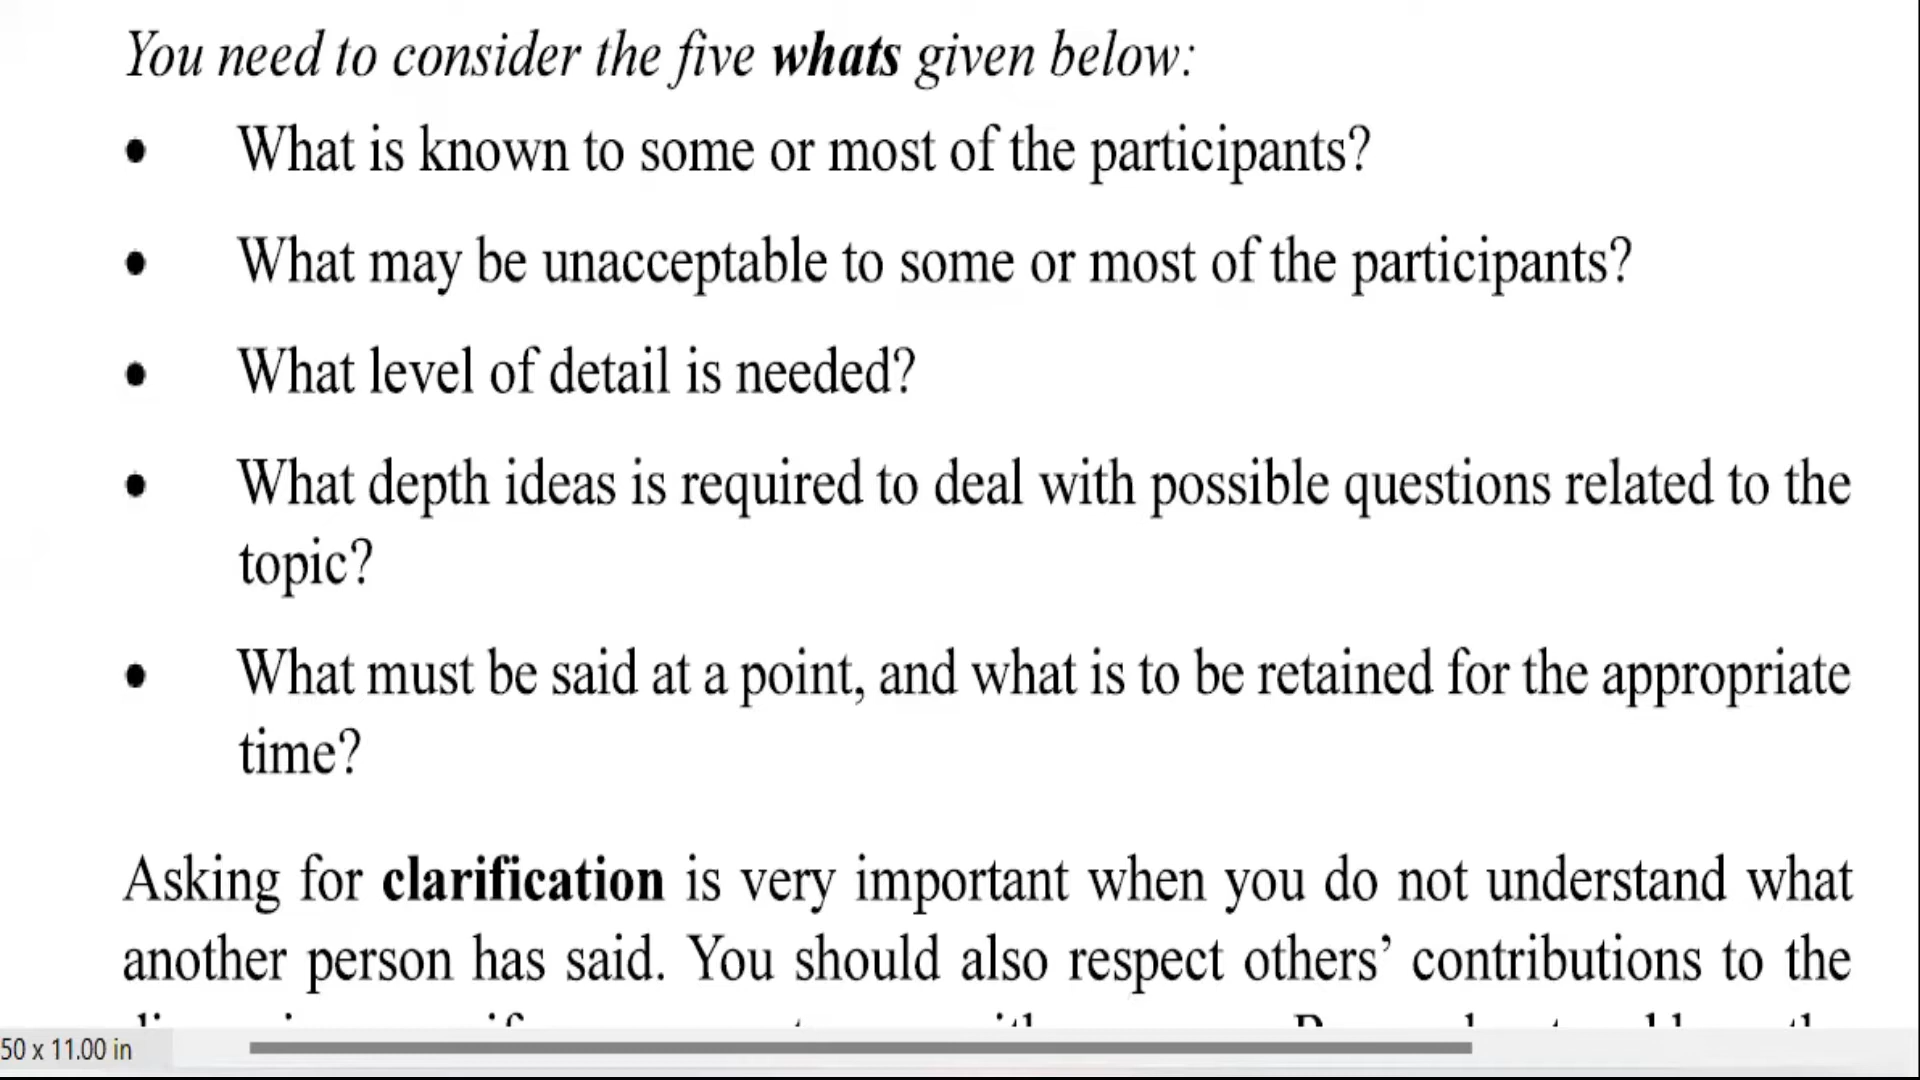 You need to consider the five whats given below:
• What is known to some or most of the participants?
• What may be unacceptable to some or most of the participants?
• What level of detail is needed?
• What depth ideas is required to deal with possible questions related to the
topic?
• What must be said at a point, and what is to be retained for the appropriate
time?
Asking for clarification is very important when you do not understand what
another person has said. You should also respect others’ contributions to the
50 x 11.00 in